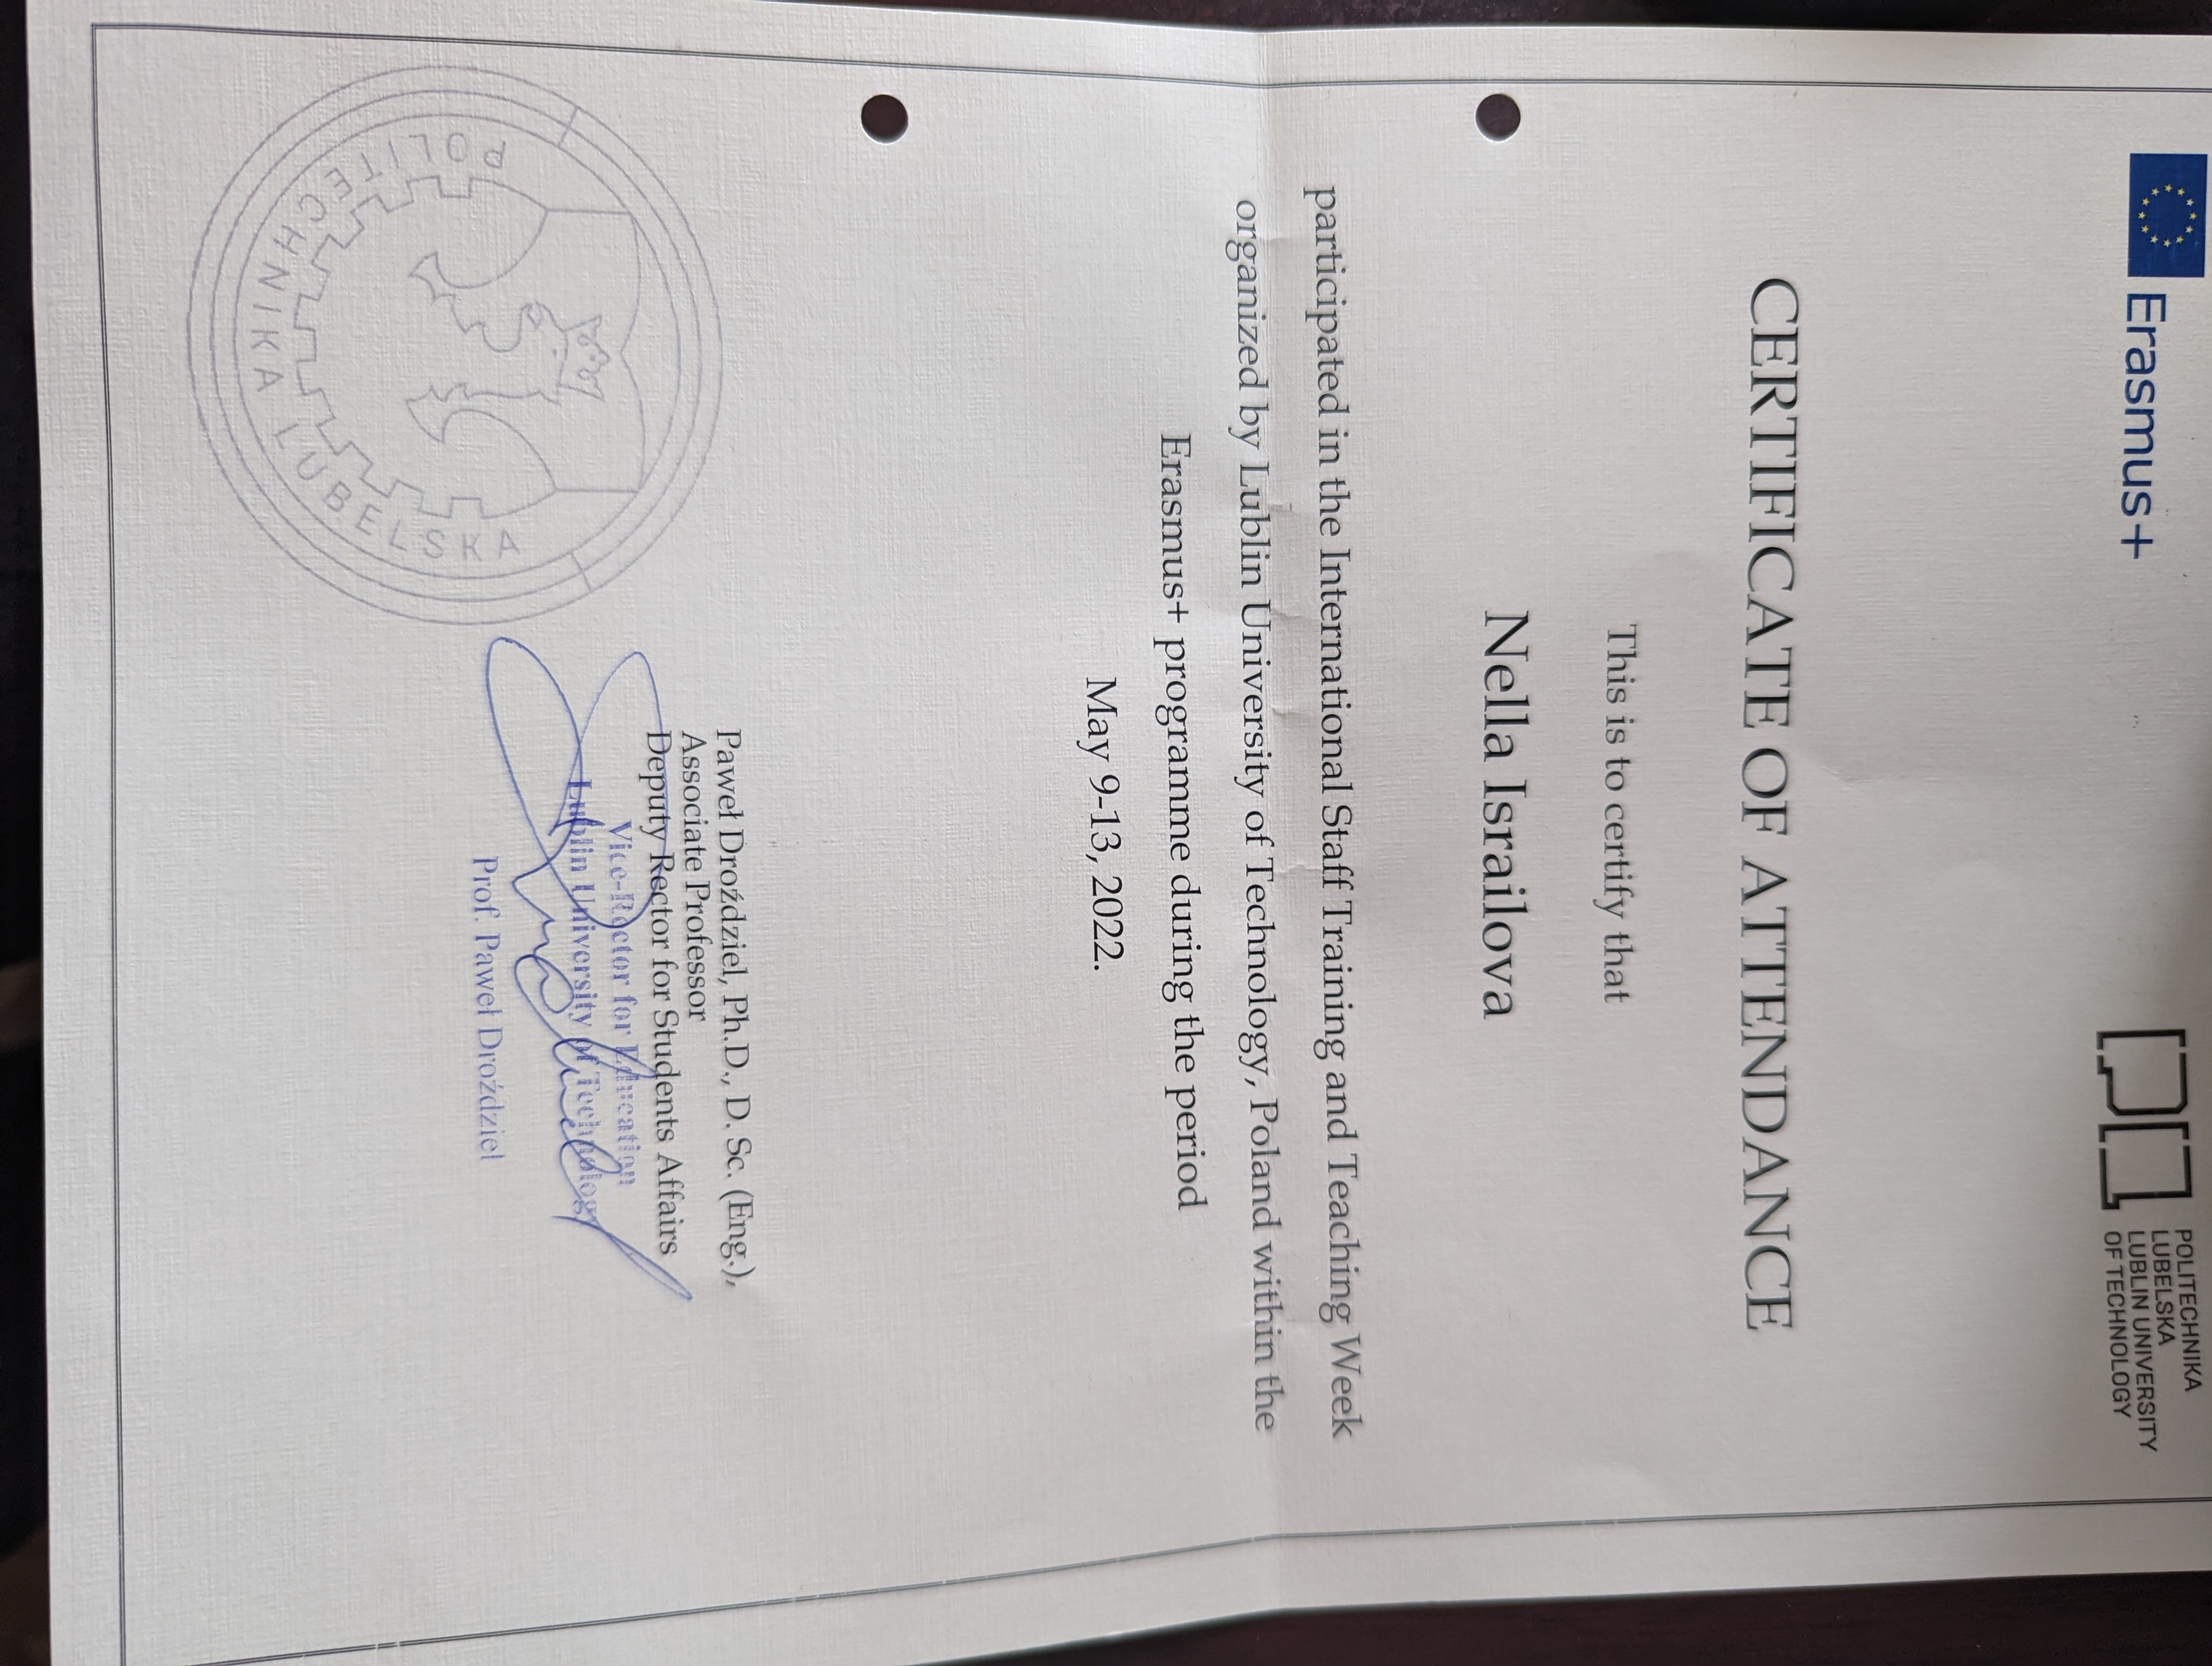 Erasmus+
POLITECHNIKA
LUBELSKA
LUBLIN UNIVERSITY
OF TECHNOLOGY
CERTIFICATE OF ATTENDANCE
This is to certify that
Nella Israilova
participated in the International Staff Training and Teaching Week
organized by Lublin University of Technology, Poland within the
Erasmus+ programme during the period
May 9-13, 2022.
Paweł Droździel, Ph.D., D. Sc. (Eng.),
Associate Professor
Deputy Rector for Students Affairs
Vice-Rector for Education
Lublin University of Technology
Prof. Paweł Droździel
POLITECHNIKA LUBELSKA